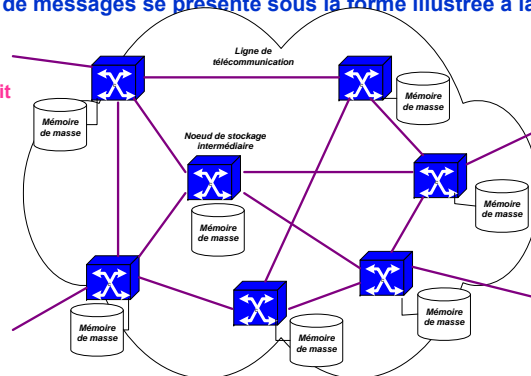 de messages se présente sous la forme illustrée à la
Ligne de
télécommunication
it
Mémoire
de masse
Mémoire
de masse
Noeud de stockage
intermédiaire
Mémoire
de masse
Mémoire
de masse
Mémoire
de masse
Mémoire
de masse
Mémoire
de masse